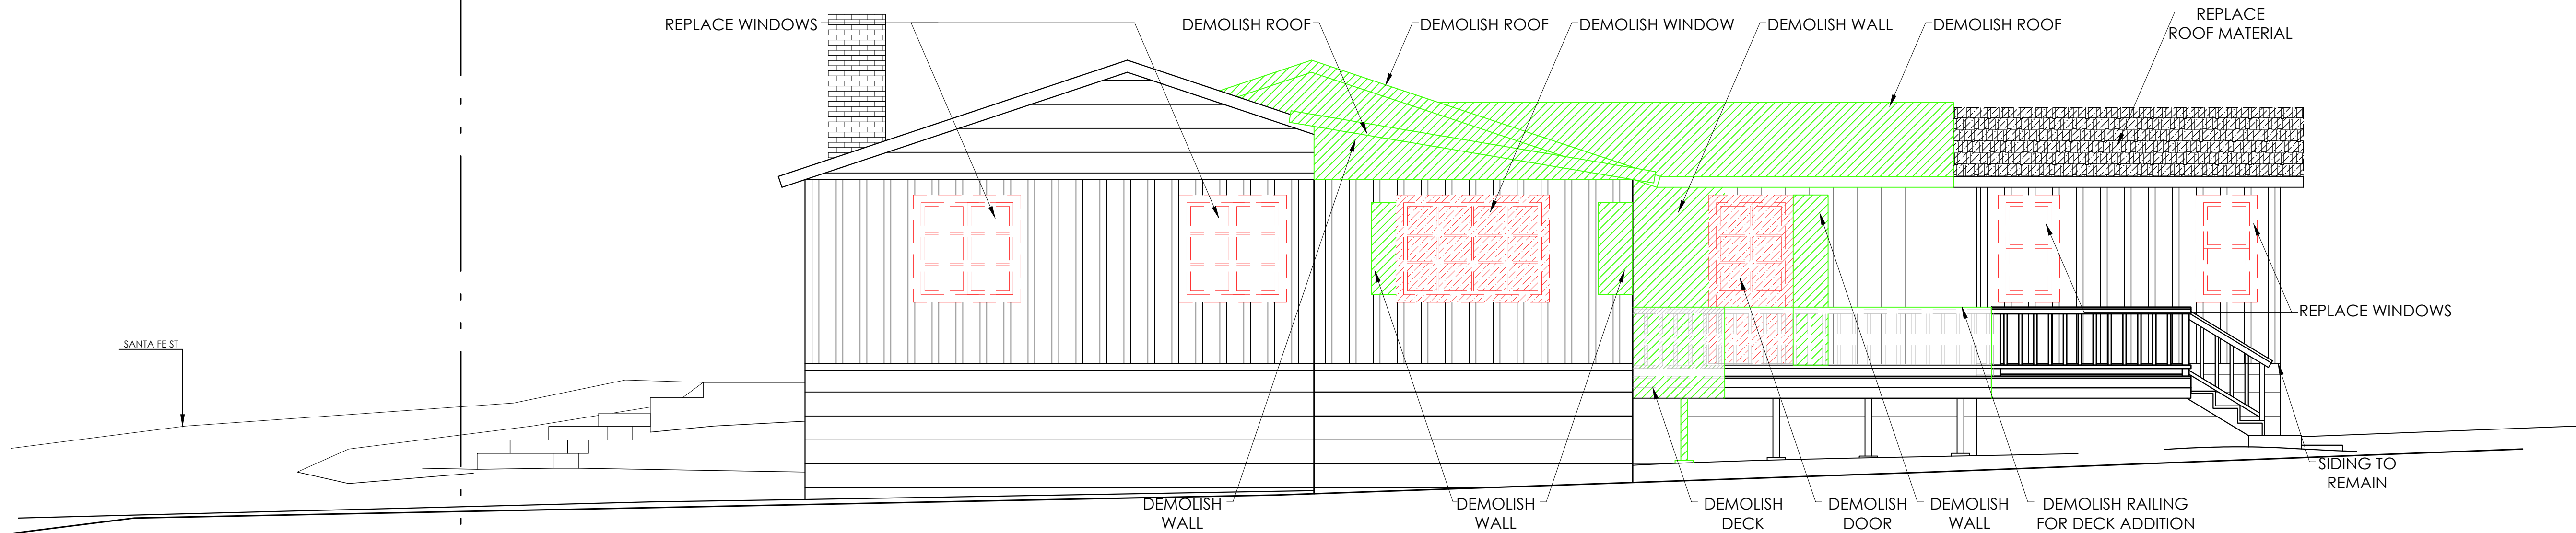 REPLACE WINDOWS
DEMOLISH ROOF
DEMOLISH ROOF
DEMOLISH WINDOW
DEMOLISH WALL
DEMOLISH ROOF
REPLACE
ROOF MATERIAL
SANTA FE ST
REPLACE WINDOWS
SIDING TO
REMAIN
DEMOLISH
WALL
DEMOLISH
WALL
DEMOLISH
DECK
DEMOLISH
DOOR
DEMOLISH
WALL
DEMOLISH RAILING
FOR DECK ADDITION